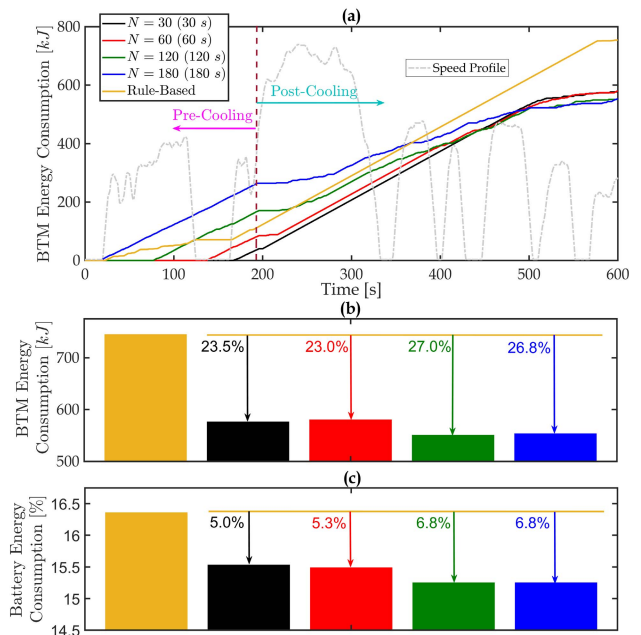 (a)
800
600
400
200
0
BTM Energy Consumption [kJ]
N = 30 (30 s)
N = 60 (60 s)
N = 120 (120 s)
N = 180 (180 s)
Rule-Based
Speed Profile
Pre-Cooling
Post-Cooling
0 100 200 300 400 500 600
Time [s]
(b)
BTM Energy
Consumption [kJ]
700
600
500
23.5%
23.0%
27.0%
26.8%
(c)
Battery Energy
Consumption [%]
16.5
16
15.5
15
14.5
5.0%
5.3%
6.8%
6.8%